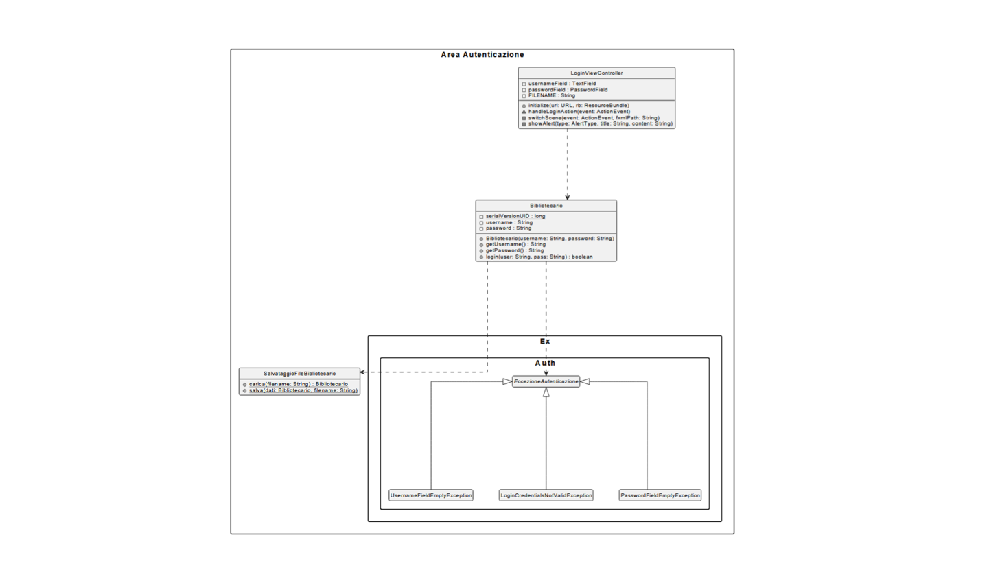 Area Autenticazione
LoginViewController
usernameField : TextField
passwordField : PasswordField
FILENAME : String
initialize(url: URL, rb: ResourceBundle)
handleLoginAction(event: ActionEvent)
switchScene(event: ActionEvent, fxmlPath: String)
showAlert(type: AlertType, title: String, content: String)
Bibliotecario
serialVersionUID : long
username : String
password : String
Bibliotecario(username: String, password: String)
getUsername() : String
getPassword() : String
login(user: String, pass: String) : boolean
Ex
Auth
SalvataggioFileBibliotecario
carica(filename: String) : Bibliotecario
salva(dati: Bibliotecario, filename: String)
EccezioneAutenticazione
UsernameFieldEmptyException
LoginCredentialsNotValidException
PasswordFieldEmptyException